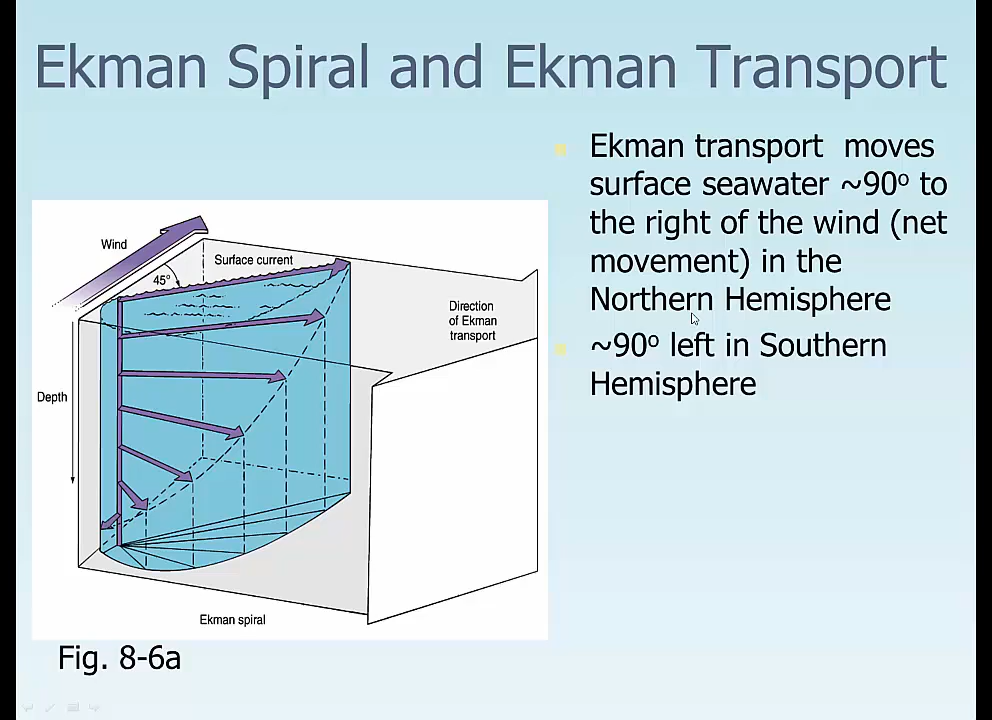 Ekman Spiral and Ekman Transport
Ekman transport moves
surface seawater ~90º to
the right of the wind (net
movement) in the
Northern Hemisphere
~90º left in Southern
Hemisphere
Wind
Surface current
45°
Direction
of Ekman
transport
Depth
Ekman spiral
Fig. 8-6a